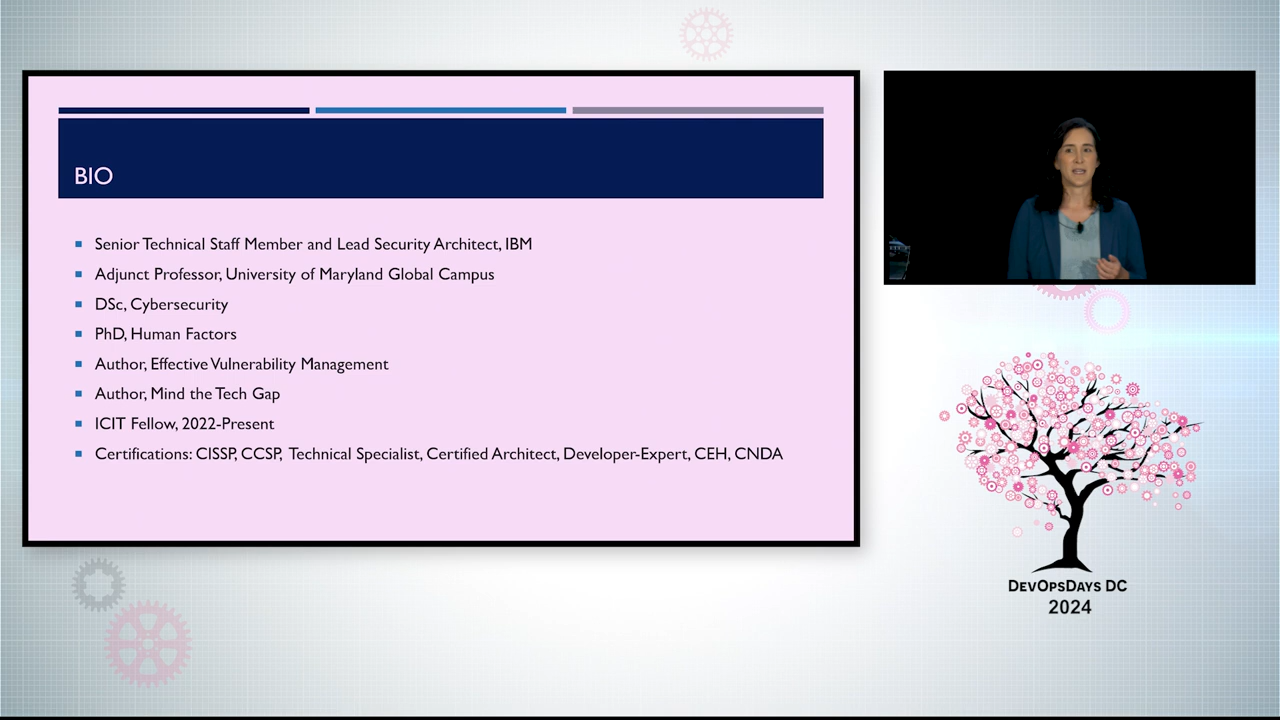 BIO
Senior Technical Staff Member and Lead Security Architect, IBM
Adjunct Professor, University of Maryland Global Campus
DSc, Cybersecurity
PhD, Human Factors
Author, Effective Vulnerability Management
Author, Mind the Tech Gap
ICIT Fellow, 2022-Present
Certifications: CISSP, CCSP, Technical Specialist, Certified Architect, Developer-Expert, CEH, CNDA
DevOpsDays DC
2024